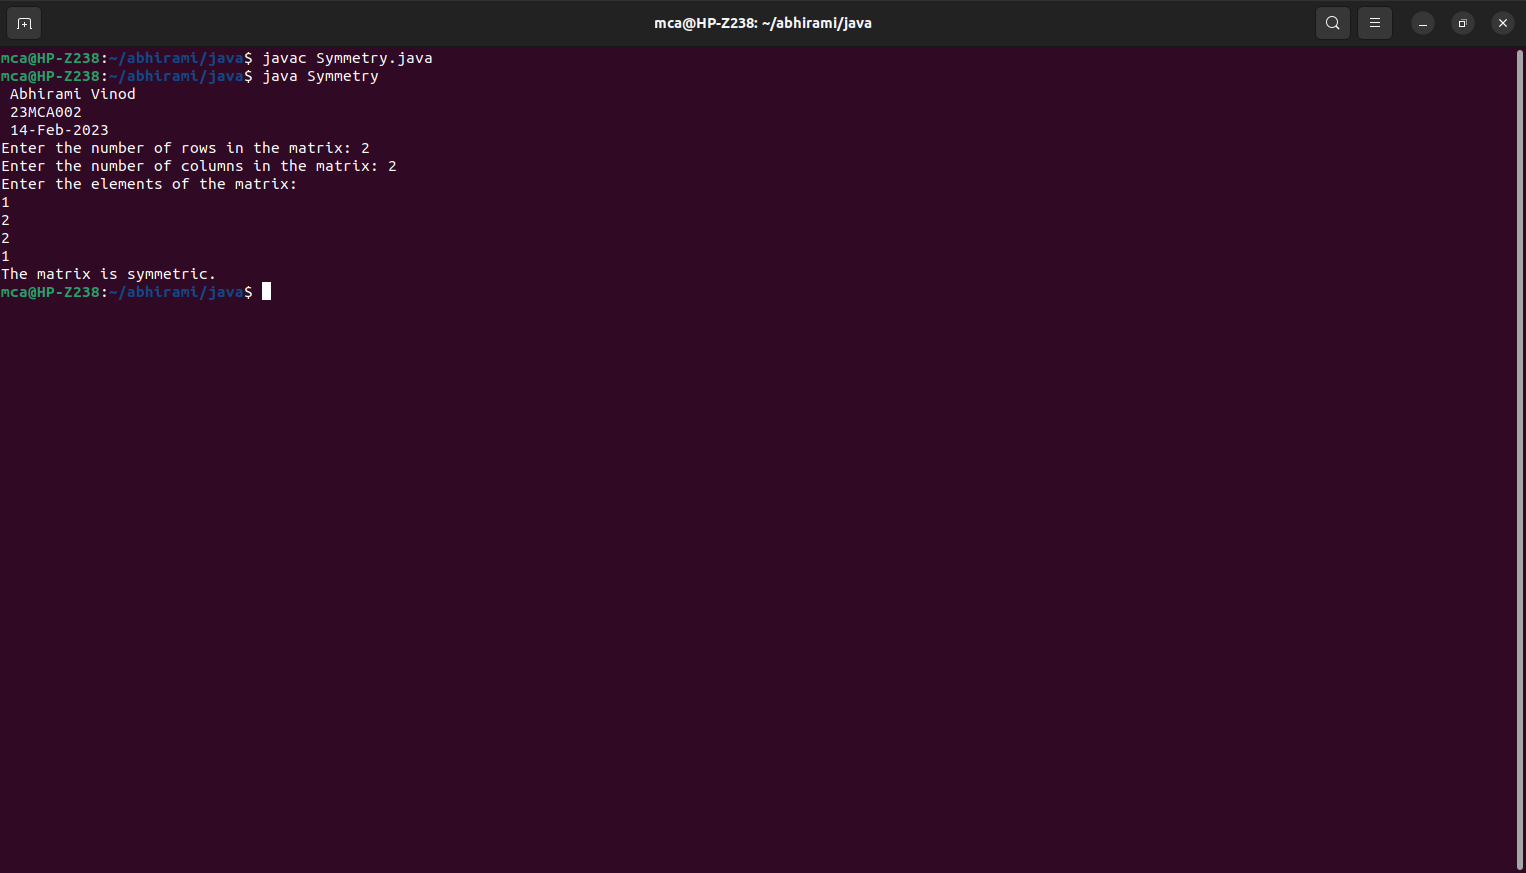 mca@HP-Z238: ~/abhirami/java
mca@HP-Z238:~/abhirami/java$ javac Symmetry.java
mca@HP-Z238:~/abhirami/java$ java Symmetry
 Abhirami Vinod
 23MCA002
 14-Feb-2023
Enter the number of rows in the matrix: 2
Enter the number of columns in the matrix: 2
Enter the elements of the matrix:
1
2
2
1
The matrix is symmetric.
mca@HP-Z238:~/abhirami/java$